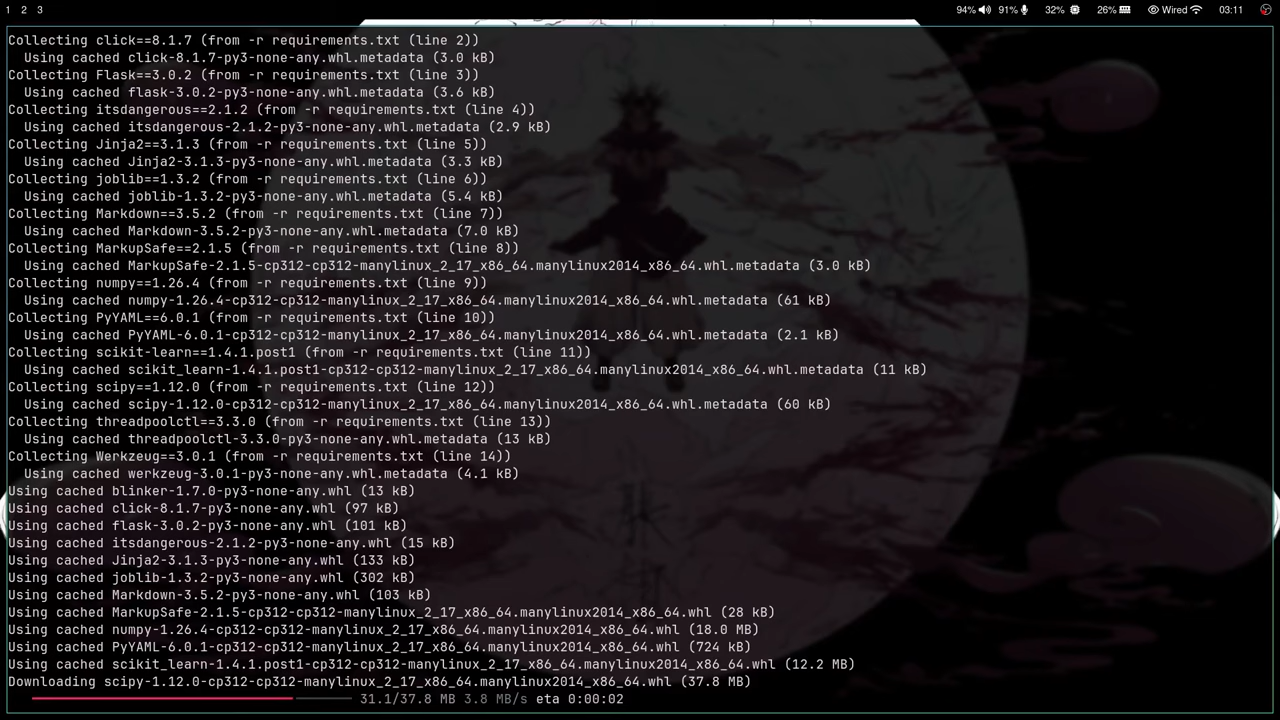 1 2 3 94% 91% 32% 26% Wired 03:11
Collecting click==8.1.7 (from -r requirements.txt (line 2))
Using cached click-8.1.7-py3-none-any.whl.metadata (3.0 kB)
Collecting Flask==3.0.2 (from -r requirements.txt (line 3))
Using cached flask-3.0.2-py3-none-any.whl.metadata (3.6 kB)
Collecting itsdangerous==2.1.2 (from -r requirements.txt (line 4))
Using cached itsdangerous-2.1.2-py3-none-any.whl.metadata (2.9 kB)
Collecting Jinja2==3.1.3 (from -r requirements.txt (line 5))
Using cached Jinja2-3.1.3-py3-none-any.whl.metadata (3.3 kB)
Collecting joblib==1.3.2 (from -r requirements.txt (line 6))
Using cached joblib-1.3.2-py3-none-any.whl.metadata (5.4 kB)
Collecting Markdown==3.5.2 (from -r requirements.txt (line 7))
Using cached Markdown-3.5.2-py3-none-any.whl.metadata (7.0 kB)
Collecting MarkupSafe==2.1.5 (from -r requirements.txt (line 8))
Using cached MarkupSafe-2.1.5-cp312-cp312-manylinux_2_17_x86_64.manylinux2014_x86_64.whl.metadata (3.0 kB)
Collecting numpy==1.26.4 (from -r requirements.txt (line 9))
Using cached numpy-1.26.4-cp312-cp312-manylinux_2_17_x86_64.manylinux2014_x86_64.whl.metadata (61 kB)
Collecting PyYAML==6.0.1 (from -r requirements.txt (line 10))
Using cached PyYAML-6.0.1-cp312-cp312-manylinux_2_17_x86_64.manylinux2014_x86_64.whl.metadata (2.1 kB)
Collecting scikit-learn==1.4.1.post1 (from -r requirements.txt (line 11))
Using cached scikit_learn-1.4.1.post1-cp312-cp312-manylinux_2_17_x86_64.manylinux2014_x86_64.whl.metadata (11 kB)
Collecting scipy==1.12.0 (from -r requirements.txt (line 12))
Using cached scipy-1.12.0-cp312-cp312-manylinux_2_17_x86_64.manylinux2014_x86_64.whl.metadata (60 kB)
Collecting threadpoolctl==3.3.0 (from -r requirements.txt (line 13))
Using cached threadpoolctl-3.3.0-py3-none-any.whl.metadata (13 kB)
Collecting Werkzeug==3.0.1 (from -r requirements.txt (line 14))
Using cached werkzeug-3.0.1-py3-none-any.whl.metadata (4.1 kB)
Using cached blinker-1.7.0-py3-none-any.whl (13 kB)
Using cached click-8.1.7-py3-none-any.whl (97 kB)
Using cached flask-3.0.2-py3-none-any.whl (101 kB)
Using cached itsdangerous-2.1.2-py3-none-any.whl (15 kB)
Using cached Jinja2-3.1.3-py3-none-any.whl (133 kB)
Using cached joblib-1.3.2-py3-none-any.whl (302 kB)
Using cached Markdown-3.5.2-py3-none-any.whl (103 kB)
Using cached MarkupSafe-2.1.5-cp312-cp312-manylinux_2_17_x86_64.manylinux2014_x86_64.whl (28 kB)
Using cached numpy-1.26.4-cp312-cp312-manylinux_2_17_x86_64.manylinux2014_x86_64.whl (18.0 MB)
Using cached PyYAML-6.0.1-cp312-cp312-manylinux_2_17_x86_64.manylinux2014_x86_64.whl (724 kB)
Using cached scikit_learn-1.4.1.post1-cp312-cp312-manylinux_2_17_x86_64.manylinux2014_x86_64.whl (12.2 MB)
Downloading scipy-1.12.0-cp312-cp312-manylinux_2_17_x86_64.manylinux2014_x86_64.whl (37.8 MB)
31.1/37.8 MB 3.8 MB/s eta 0:00:02